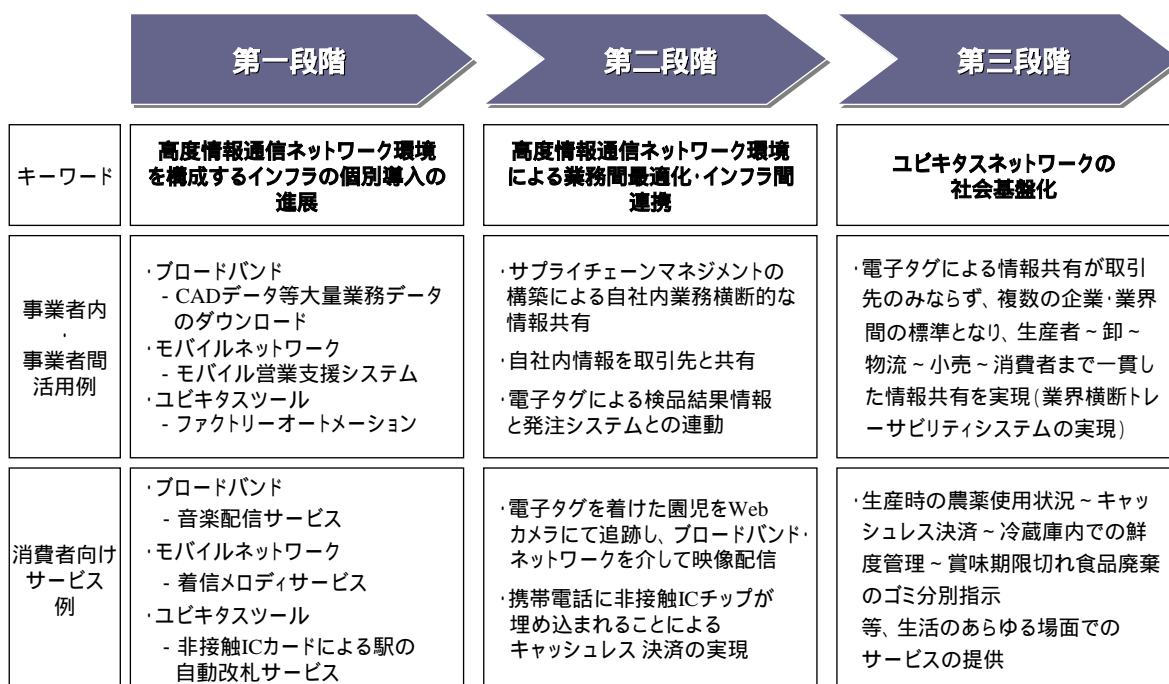 第一段階
第二段階
第三段階
キーワード
高度情報通信ネットワーク環境
を構成するインフラの個別導入の
進展
高度情報通信ネットワーク環境
による業務間最適化・インフラ間
連携
ユビキタスネットワークの
社会基盤化
事業者内
・
事業者間
活用例
・ブロードバンド
- CADデータ等大量業務データ
のダウンロード
・モバイルネットワーク
- モバイル営業支援システム
・ユビキタスツール
- ファクトリーオートメーション
・サプライチェーンマネジメントの
構築による自社内業務横断的な
情報共有
・自社内情報を取引先と共有
・電子タグによる検品結果情報
と発注システムとの連動
・電子タグによる情報共有が取引
先のみならず、複数の企業・業界
間の標準となり、生産者～卸～
物流～小売～消費者まで一貫し
た情報共有を実現(業界横断トレ
ーサビリティシステムの実現)
消費者向け
サービス
例
・ブロードバンド
- 音楽配信サービス
・モバイルネットワーク
- 着信メロディサービス
・ユビキタスツール
- 非接触ICカードによる駅の
自動改札サービス
・電子タグを着けた園児をWeb
カメラにて追跡し、ブロードバンド・
ネットワークを介して映像配信
・携帯電話に非接触ICチップが
埋め込まれることによる
キャッシュレス 決済の実現
・生産時の農薬使用状況～キャッ
シュレス決済～冷蔵庫内での鮮
度管理～賞味期限切れ食品廃棄
のゴミ分別指示
等、生活のあらゆる場面での
サービスの提供